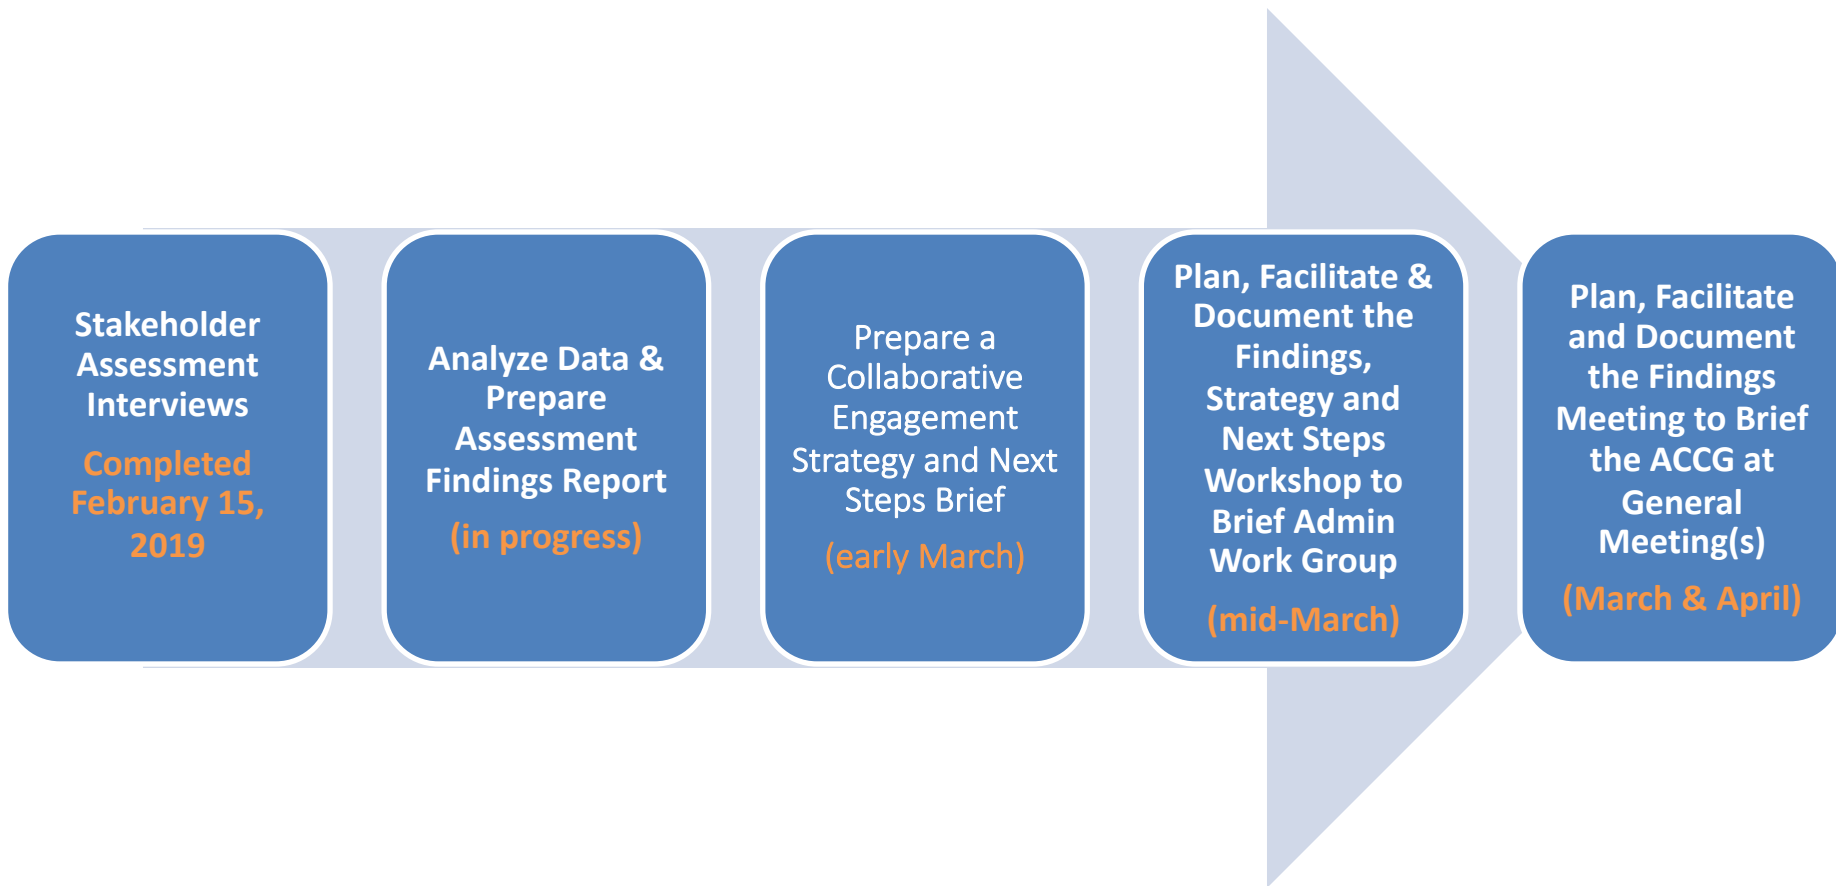 Stakeholder
Assessment
Interviews
Completed
February 15,
2019
Analyze Data &
Prepare
Assessment
Findings Report
(in progress)
Prepare a
Collaborative
Engagement
Strategy and Next
Steps Brief
(early March)
Plan, Facilitate &
Document the
Findings,
Strategy and
Next Steps
Workshop to
Brief Admin
Work Group
(mid-March)
Plan, Facilitate
and Document
the Findings
Meeting to Brief
the ACCG at
General
Meeting(s)
(March & April)